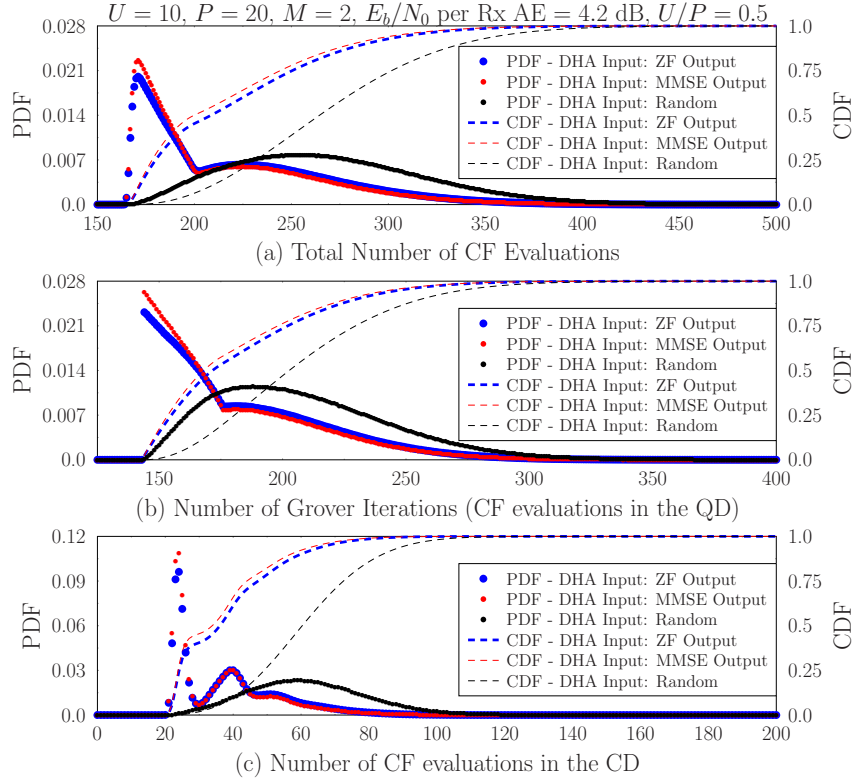 U = 10, P = 20, M = 2, E_b/N_0 per Rx AE = 4.2 dB, U/P = 0.5
0.028 0.021 0.014 0.007 0.0
PDF
PDF - DHA Input: ZF Output
PDF - DHA Input: MMSE Output
PDF - DHA Input: Random
CDF - DHA Input: ZF Output
CDF - DHA Input: MMSE Output
CDF - DHA Input: Random
1.0 0.75 0.5 0.25 0.0
CDF
150 200 250 300 350 400 450 500
(a) Total Number of CF Evaluations
0.028 0.021 0.014 0.007 0.0
PDF
PDF - DHA Input: ZF Output
PDF - DHA Input: MMSE Output
PDF - DHA Input: Random
CDF - DHA Input: ZF Output
CDF - DHA Input: MMSE Output
CDF - DHA Input: Random
1.0 0.75 0.5 0.25 0.0
CDF
150 200 250 300 350 400
(b) Number of Grover Iterations (CF evaluations in the QD)
0.12 0.09 0.06 0.03 0.0
PDF
PDF - DHA Input: ZF Output
PDF - DHA Input: MMSE Output
PDF - DHA Input: Random
CDF - DHA Input: ZF Output
CDF - DHA Input: MMSE Output
CDF - DHA Input: Random
1.0 0.75 0.5 0.25 0.0
CDF
0 20 40 60 80 100 120 140 160 180 200
(c) Number of CF evaluations in the CD